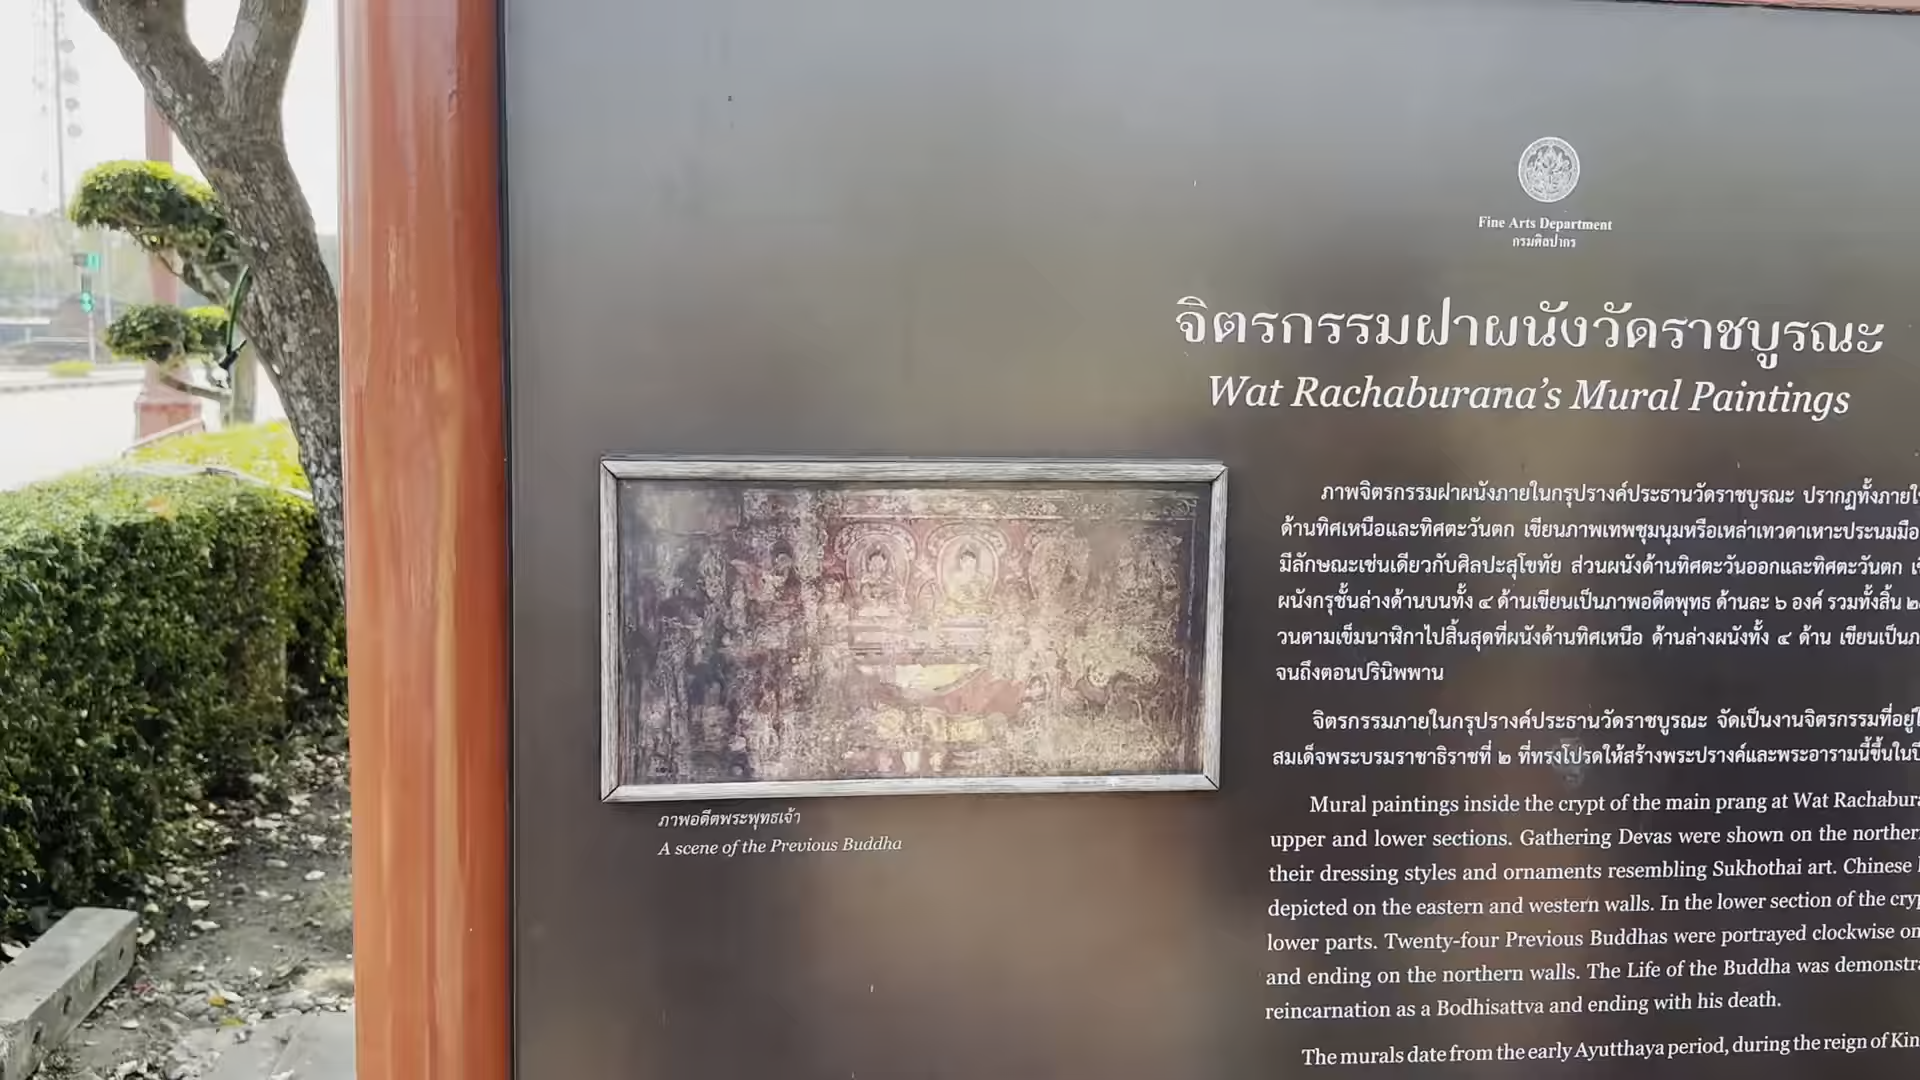 Fine Arts Department
กรมศิลปากร
จิตรกรรมฝาผนังวัดราชบูรณะ
Wat Rachaburana's Mural Paintings
ภาพจิตรกรรมฝาผนังภายในกรุปรางค์ประธานวัดราชบูรณะ ปรากฏทั้งภายใ
ด้านทิศเหนือและทิศตะวันตก เขียนภาพเทพชุมนุมหรือเหล่าเทวดาเหาะประนมมือ
มีลักษณะเช่นเดียวกับศิลปะสุโขทัย ส่วนผนังด้านทิศตะวันออกและทิศตะวันตก
ผนังกรุชั้นล่างด้านบนทั้ง ๔ ด้านเขียนเป็นภาพอดีตพุทธ ด้านละ ๖ องค์ รวมทั้งสิ้น ๒
วนตามเข็มนาฬิกาไปสิ้นสุดที่ผนังด้านทิศเหนือ ด้านล่างผนังทั้ง ๔ ด้าน เขียนเป็นภ
จนถึงตอนปรินิพพาน
จิตรกรรมภายในกรุปรางค์ประธานวัดราชบูรณะ จัดเป็นงานจิตรกรรมที่อยู่
สมเด็จพระบรมราชาธิราชที่ ๒ ที่ทรงโปรดให้สร้างพระปรางค์และพระอารามนี้ขึ้นในปี
Mural paintings inside the crypt of the main prang at Wat Rachabura
upper and lower sections. Gathering Devas were shown on the northern
their dressing styles and ornaments resembling Sukhothai art. Chinese
depicted on the eastern and western walls. In the lower section of the cry
lower parts. Twenty-four Previous Buddhas were portrayed clockwise on
and ending on the northern walls. The Life of the Buddha was demonstra
reincarnation as a Bodhisattva and ending with his death.
The murals date from the early Ayutthaya period, during the reign of Kin
ภาพอดีตพระพุทธเจ้า
A scene of the Previous Buddha